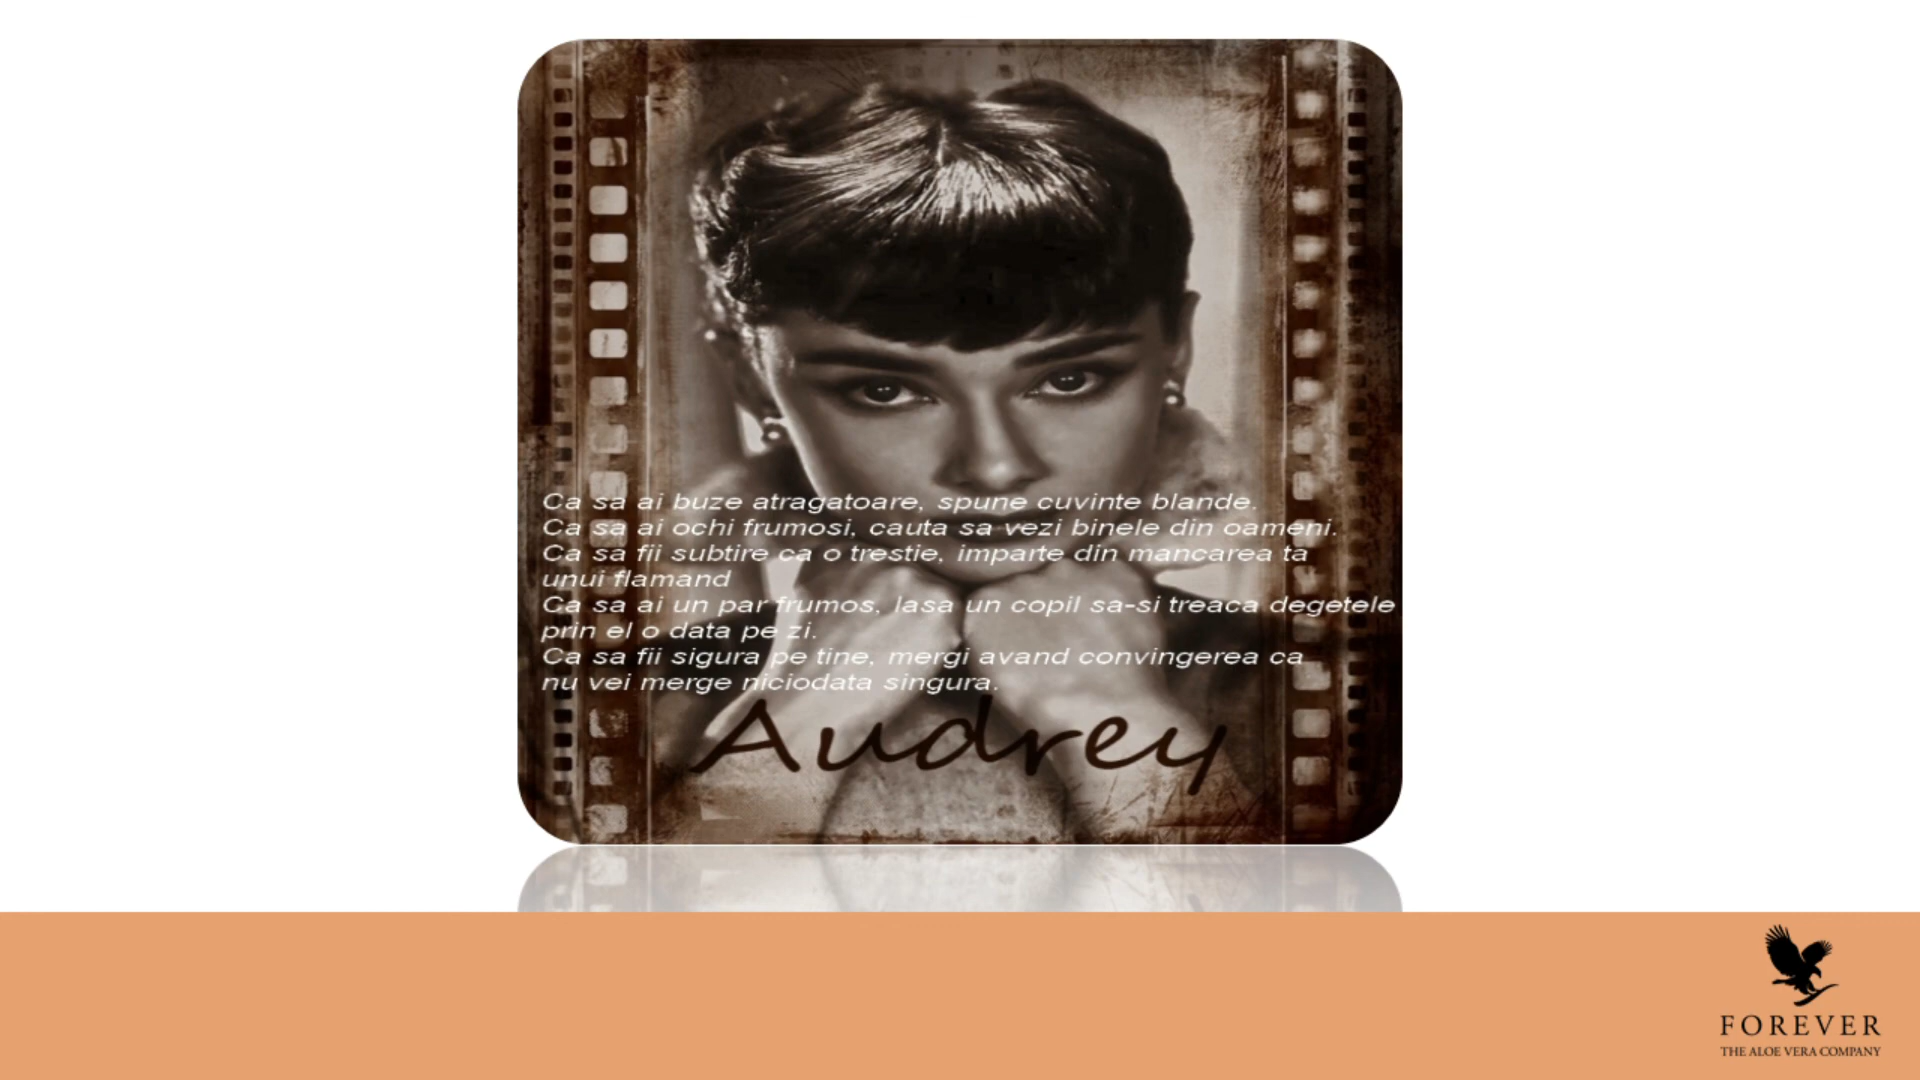 Ca sa ai buze atragatoare, spune cuvinte blande.
Ca sa ai ochi frumosi, cauta sa vezi binele din oameni.
Ca sa fii subtire ca o trestie, imparte din mancarea ta
unui flamand
Ca sa ai un par frumos, lasa un copil sa-si treaca degetele
prin el o data pe zi.
Ca sa fii sigura pe tine, mergi avand convingerea ca
nu vei merge niciodata singura.
Audrey
FOREVER
THE ALOE VERA COMPANY